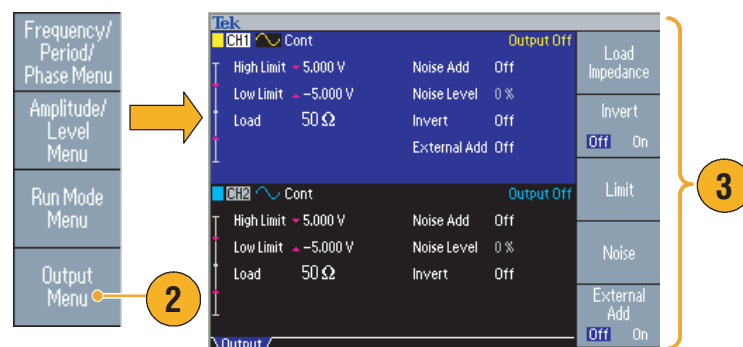 Frequency/
Period/
Phase Menu
Amplitude/
Level
Menu
Run Mode
Menu
Output
Menu
2
Tek
CH1 Cont Output Off
High Limit 5.000 V Noise Add Off
Low Limit −5.000 V Noise Level 0 %
Load 50 Ω Invert Off
External Add Off
CH2 Cont Output Off
High Limit 5.000 V Noise Add Off
Low Limit −5.000 V Noise Level 0 %
Load 50 Ω Invert Off
Output
Load
Impedance
Invert
Off On
Limit
Noise
External
Add
Off On
3